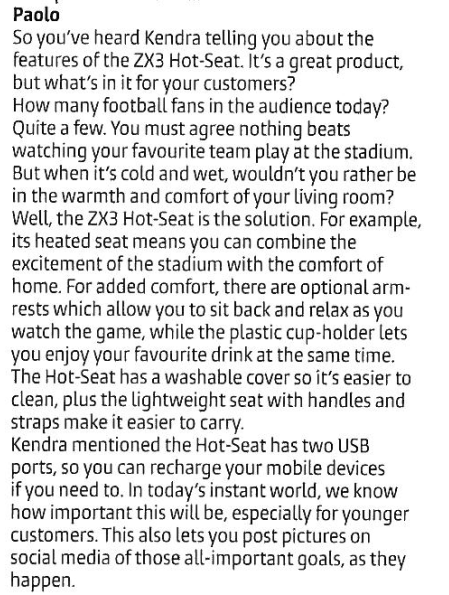 Paolo
So you've heard Kendra telling you about the
features of the ZX3 Hot-Seat. It's a great product,
but what's in it for your customers?
How many football fans in the audience today?
Quite a few. You must agree nothing beats
watching your favourite team play at the stadium.
But when it's cold and wet, wouldn't you rather be
in the warmth and comfort of your living room?
Well, the ZX3 Hot-Seat is the solution. For example,
its heated seat means you can combine the
excitement of the stadium with the comfort of
home. For added comfort, there are optional arm-
rests which allow you to sit back and relax as you
watch the game, while the plastic cup-holder lets
you enjoy your favourite drink at the same time.
The Hot-Seat has a washable cover so it's easier to
clean, plus the lightweight seat with handles and
straps make it easier to carry.
Kendra mentioned the Hot-Seat has two USB
ports, so you can recharge your mobile devices
if you need to. In today's instant world, we know
how important this will be, especially for younger
customers. This also lets you post pictures on
social media of those all-important goals, as they
happen.